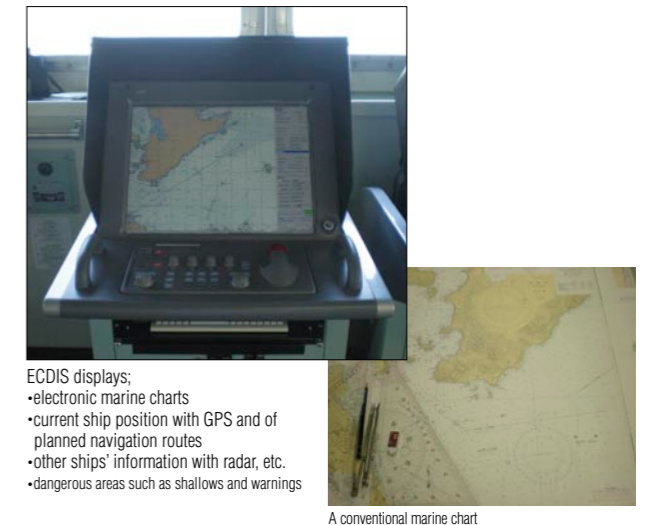 ECDIS displays;
•electronic marine charts
•current ship position with GPS and of
planned navigation routes
•other ships' information with radar, etc.
•dangerous areas such as shallows and warnings
A conventional marine chart